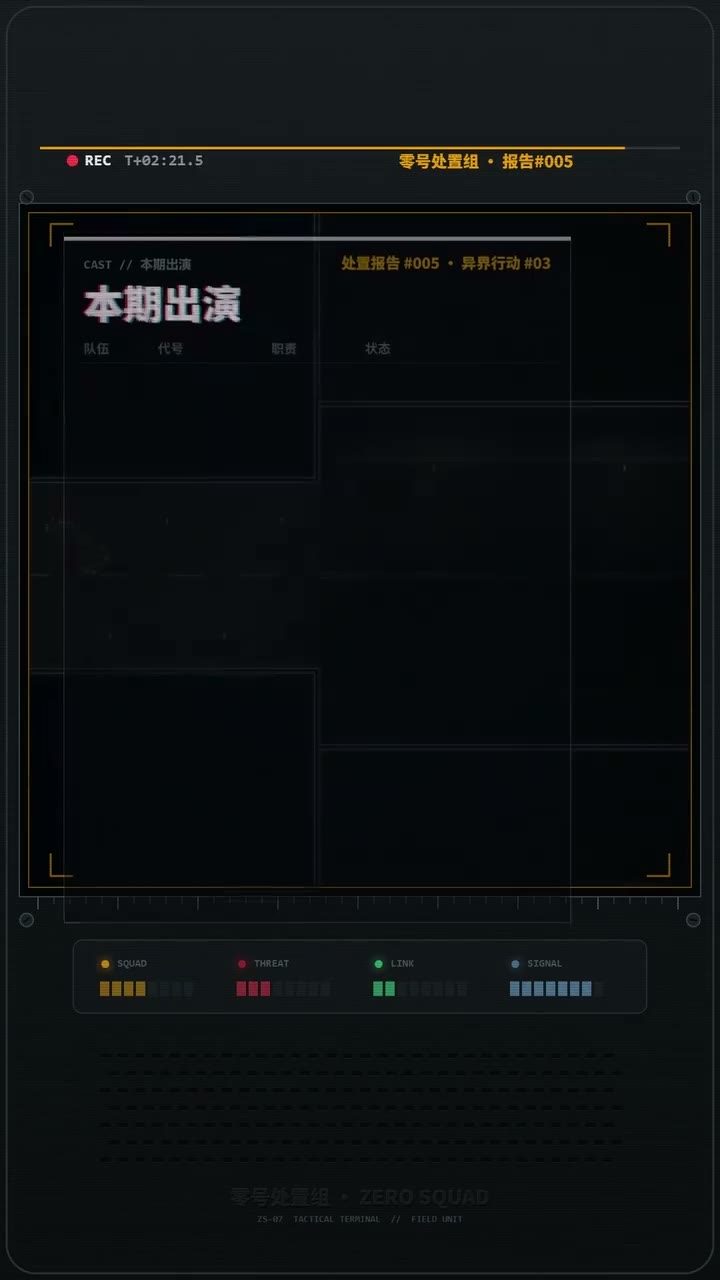 REC T+02:21.5
零号处置组 • 报告#005
CAST // 本期出演
处置报告 #005 • 异界行动 #03
本期出演
队伍 代号 职责 状态
SQUAD THREAT LINK SIGNAL
零号处置组 • ZERO SQUAD
ZS-07 TACTICAL TERMINAL // FIELD UNIT